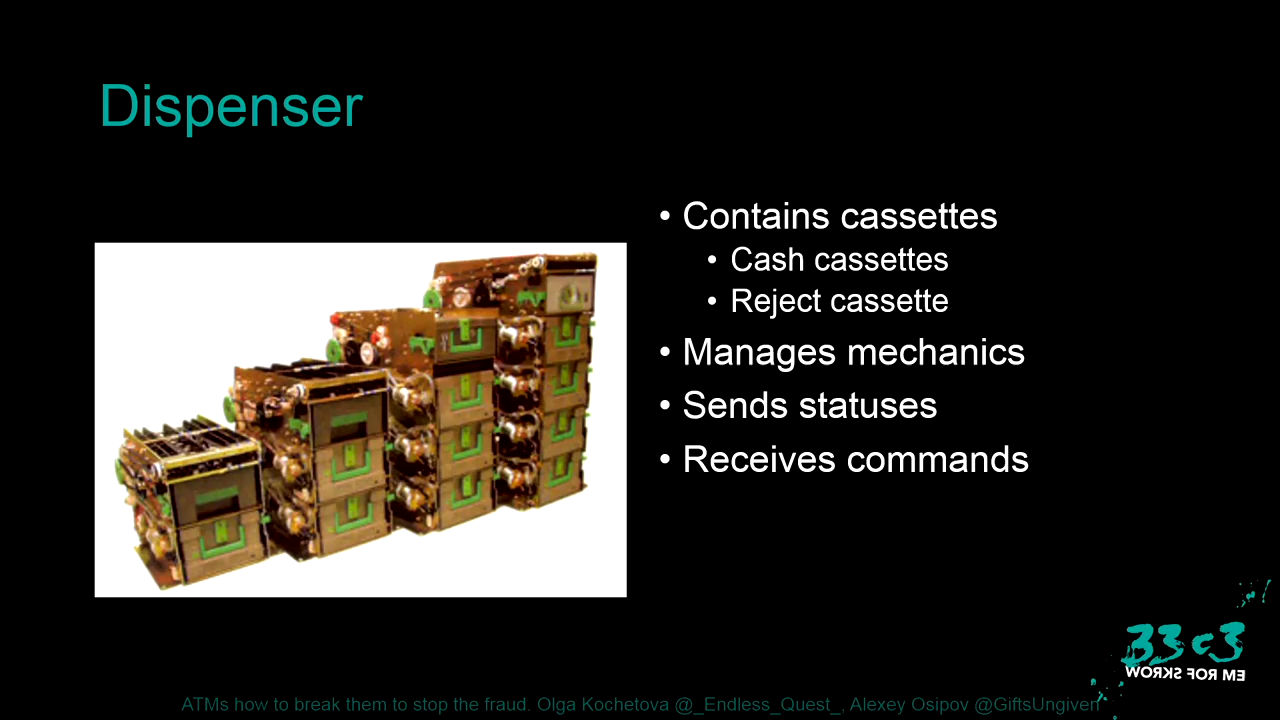 Dispenser
• Contains cassettes
• Cash cassettes
• Reject cassette
• Manages mechanics
• Sends statuses
• Receives commands
33c3
WORKS FOR ME
ATMs how to break them to stop the fraud. Olga Kochetova @_Endless_Quest_, Alexey Osipov @GiftsUngiven